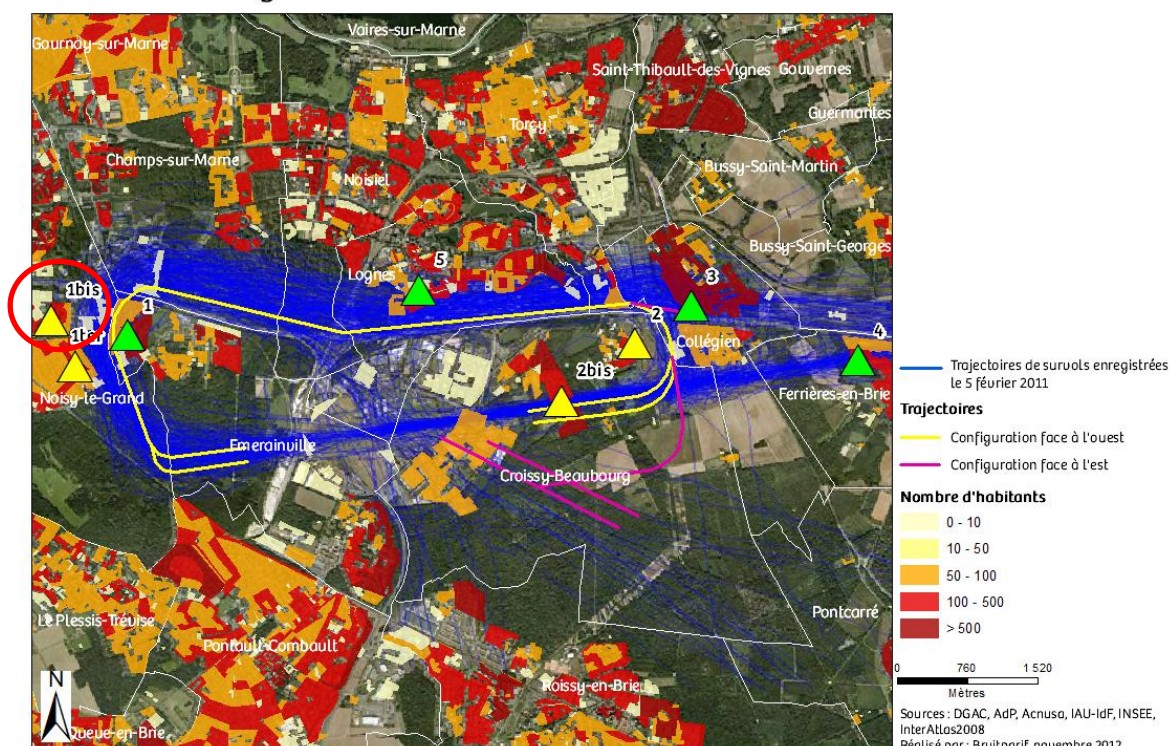 Gournay-sur-Marne
Vaires-sur-Marne
Saint-Thibault-des-Vignes
Gouvernes
Guermantes
Torcy
Champs-sur-Marne
Noisiel
Bussy-Saint-Martin
Bussy-Saint-Georges
Lognes
5
3
1bis
1
2
4
1ter
Collégien
2bis
Noisy-le-Grand
Ferrières-en-Brie
Emerainville
Croissy-Beaubourg
Pontcarré
Le Plessis-Trévise
Pontault-Combault
Roissy-en-Brie
N
Queue-en-Brie
Trajectoires de survols enregistrées
le 5 février 2011
Trajectoires
Configuration face à l'ouest
Configuration face à l'est
Nombre d'habitants
0 - 10
10 - 50
50 - 100
100 - 500
> 500
0 760 1 520
Mètres
Sources : DGAC, AdP, Acnusa, IAU-IdF, INSEE,
InterAtlas2008
Réalisé par : Bruitparif, novembre 2012